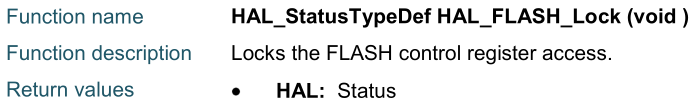 Function name HAL_StatusTypeDef HAL_FLASH_Lock (void )
Function description Locks the FLASH control register access.
Return values • HAL: Status